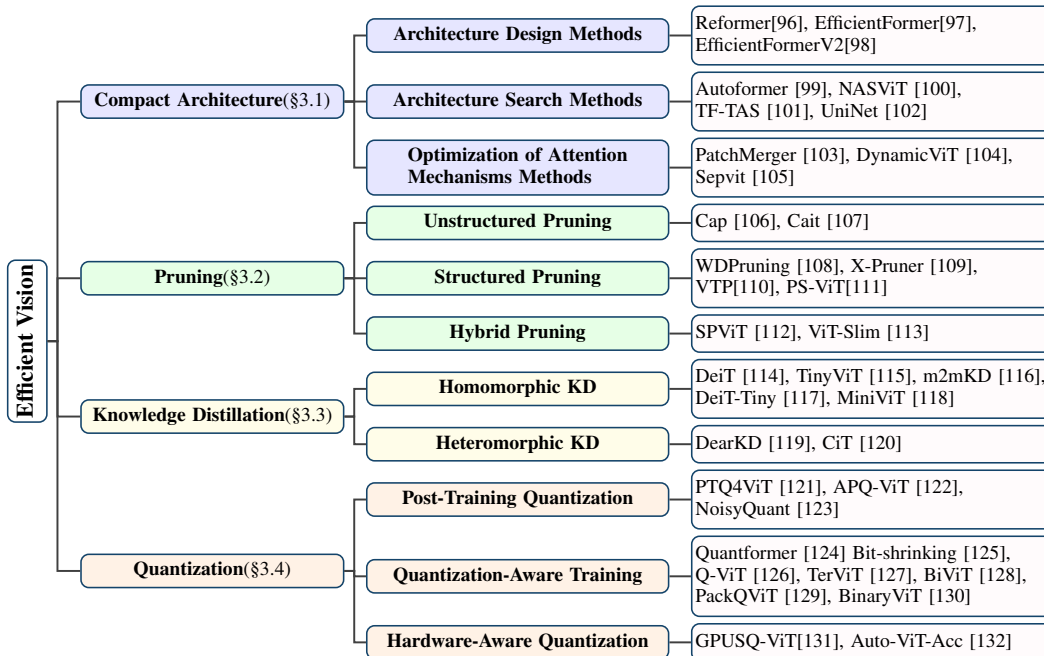 Efficient Vision
Compact Architecture(§3.1)
Architecture Design Methods
Reformer[96], EfficientFormer[97],
EfficientFormerV2[98]
Architecture Search Methods
Autoformer [99], NASViT [100],
TF-TAS [101], UniNet [102]
Optimization of Attention
Mechanisms Methods
PatchMerger [103], DynamicViT [104],
Sepvit [105]
Pruning(§3.2)
Unstructured Pruning
Cap [106], Cait [107]
Structured Pruning
WDPruning [108], X-Pruner [109],
VTP[110], PS-ViT[111]
Hybrid Pruning
SPViT [112], ViT-Slim [113]
Knowledge Distillation(§3.3)
Homomorphic KD
DeiT [114], TinyViT [115], m2mKD [116],
DeiT-Tiny [117], MiniViT [118]
Heteromorphic KD
DearKD [119], CiT [120]
Quantization(§3.4)
Post-Training Quantization
PTQ4ViT [121], APQ-ViT [122],
NoisyQuant [123]
Quantization-Aware Training
Quantformer [124] Bit-shrinking [125],
Q-ViT [126], TerViT [127], BiViT [128],
PackQViT [129], BinaryViT [130]
Hardware-Aware Quantization
GPUSQ-ViT[131], Auto-ViT-Acc [132]